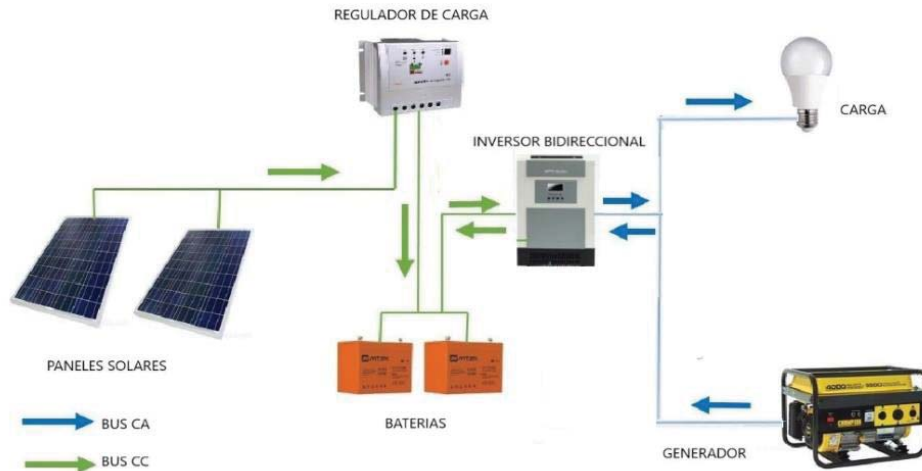 REGULADOR DE CARGA
CARGA
INVERSOR BIDIRECCIONAL
PANELES SOLARES
BATERIAS
GENERADOR
BUS CA
BUS CC